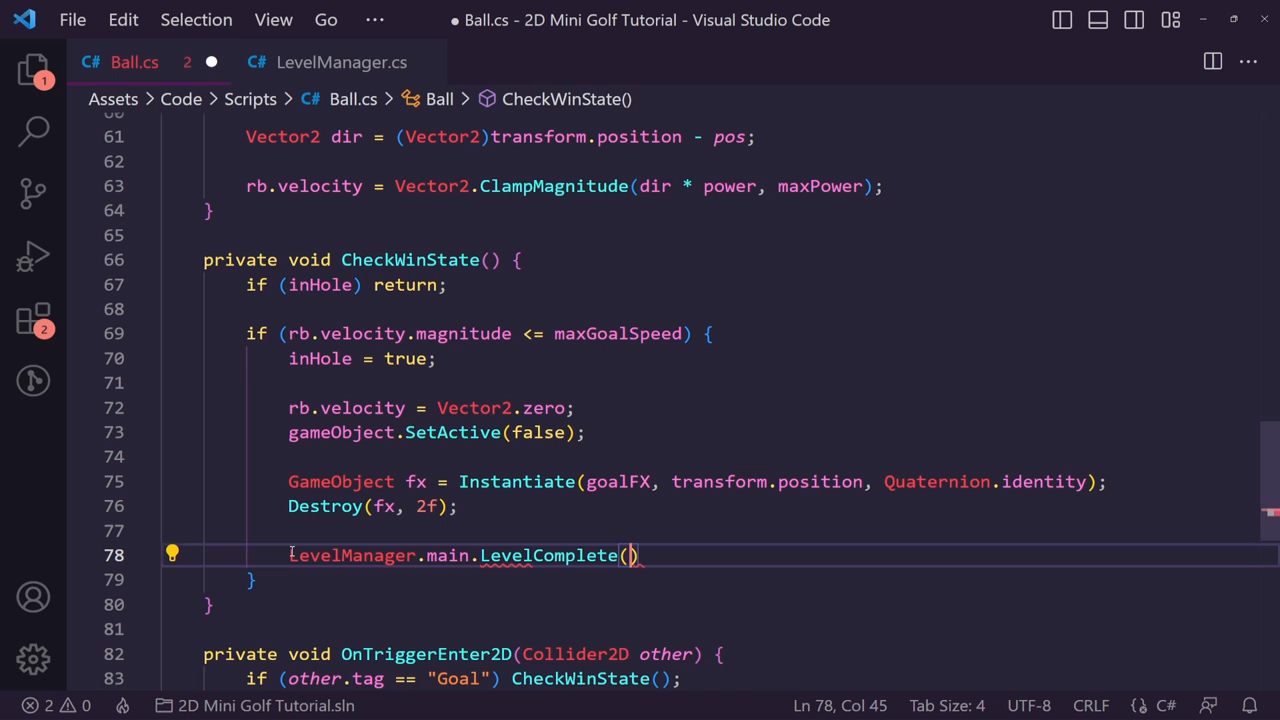 File Edit Selection View Go ··· ● Ball.cs - 2D Mini Golf Tutorial - Visual Studio Code
C# Ball.cs 2 ● C# LevelManager.cs
Assets > Code > Scripts > C# Ball.cs > Ball > CheckWinState()
60
61 Vector2 dir = (Vector2)transform.position - pos;
62
63 rb.velocity = Vector2.ClampMagnitude(dir * power, maxPower);
64 }
65
66 private void CheckWinState() {
67 if (inHole) return;
68
69 if (rb.velocity.magnitude <= maxGoalSpeed) {
70 inHole = true;
71
72 rb.velocity = Vector2.zero;
73 gameObject.SetActive(false);
74
75 GameObject fx = Instantiate(goalFX, transform.position, Quaternion.identity);
76 Destroy(fx, 2f);
77
78 LevelManager.main.LevelComplete()
79 }
80 }
81
82 private void OnTriggerEnter2D(Collider2D other) {
83 if (other.tag == "Goal") CheckWinState();
1
2
2 0 2D Mini Golf Tutorial.sln Ln 78, Col 45 Tab Size: 4 UTF-8 CRLF {} C#